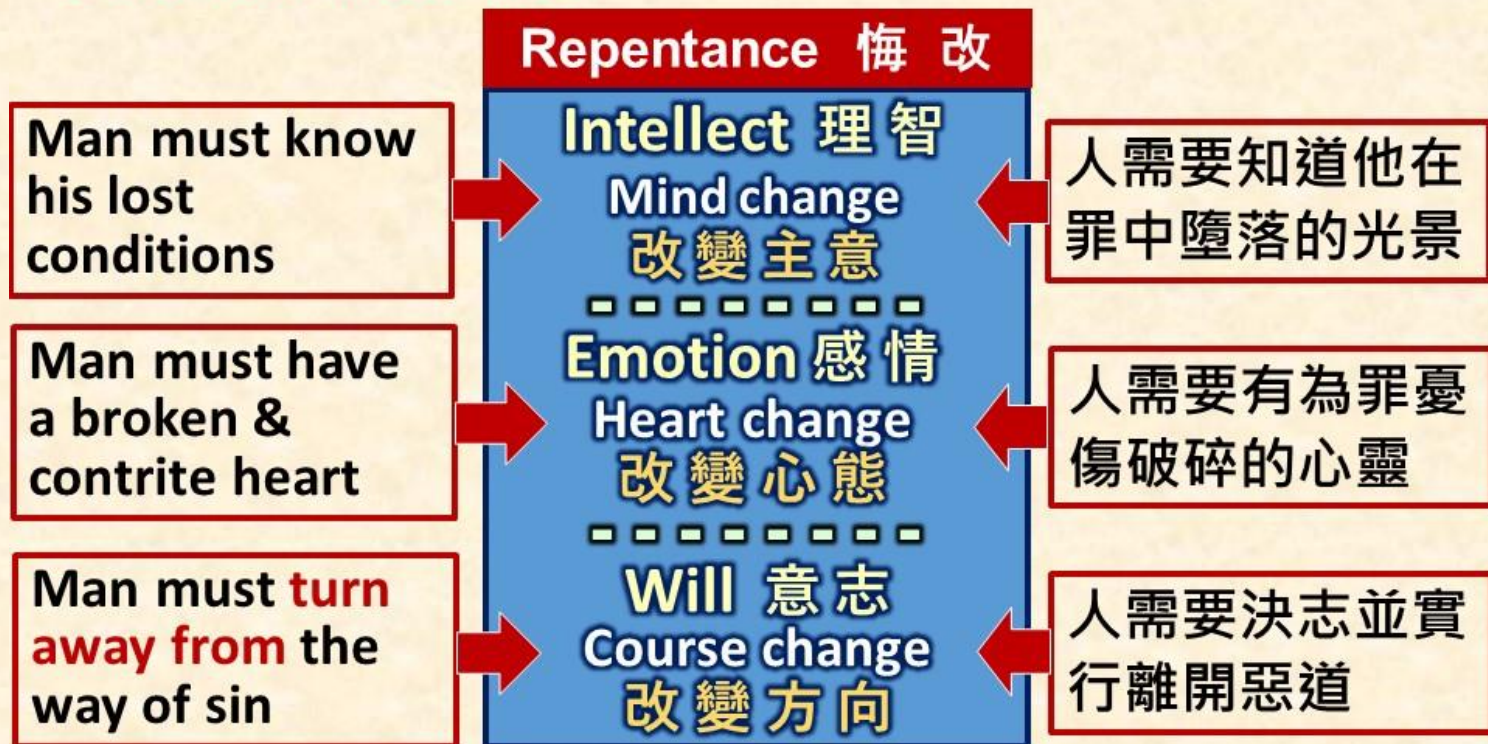 Repentance 悔 改
Man must know
his lost
conditions
Intellect 理 智
Mind change
改 變 主 意
人需要知道他在
罪中墮落的光景
Man must have
a broken &
contrite heart
Emotion 感 情
Heart change
改 變 心 態
人需要有為罪憂
傷破碎的心靈
Man must turn
away from the
way of sin
Will 意 志
Course change
改 變 方 向
人需要決志並實
行離開惡道